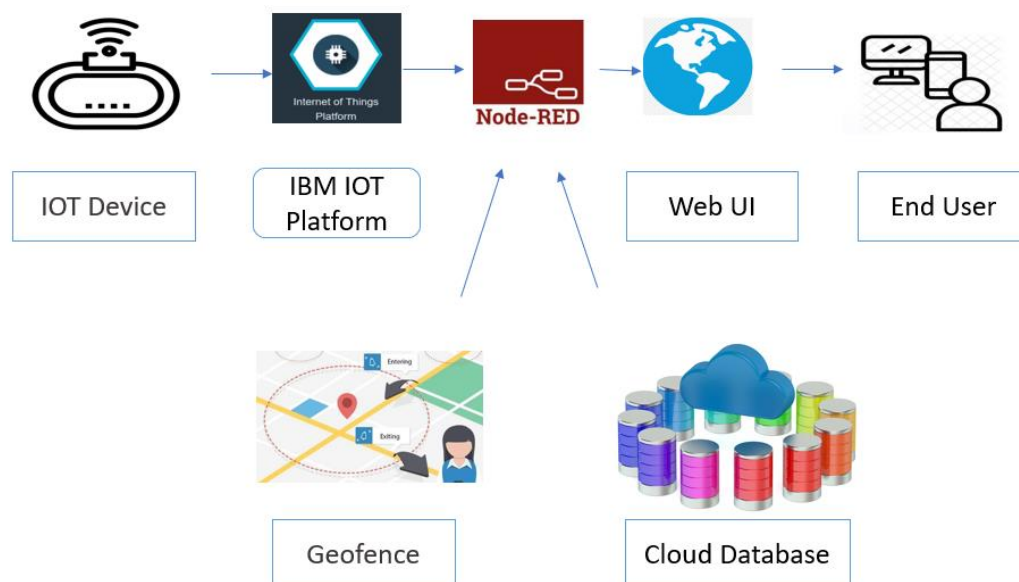 Internet of Things
Platform
Node-RED
IOT Device
IBM IOT
Platform
Web UI
End User
Entering
Exiting
Geofence
Cloud Database